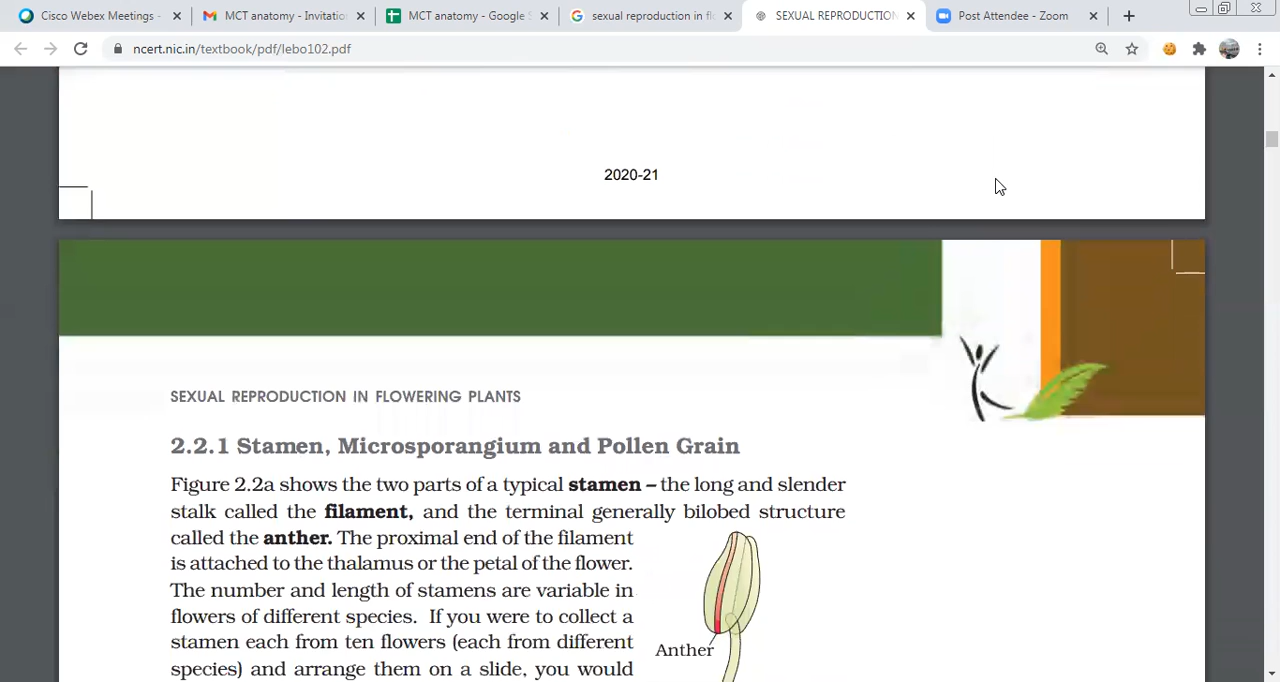 Cisco Webex Meetings -
MCT anatomy - Invitatio
MCT anatomy - Google S
sexual reproduction in fl
SEXUAL REPRODUCTION
Post Attendee - Zoom
ncert.nic.in/textbook/pdf/lebo102.pdf
2020-21
SEXUAL REPRODUCTION IN FLOWERING PLANTS
2.2.1 Stamen, Microsporangium and Pollen Grain
Figure 2.2a shows the two parts of a typical stamen – the long and slender
stalk called the filament, and the terminal generally bilobed structure
called the anther. The proximal end of the filament
is attached to the thalamus or the petal of the flower.
The number and length of stamens are variable in
flowers of different species. If you were to collect a
stamen each from ten flowers (each from different
species) and arrange them on a slide, you would
Anther